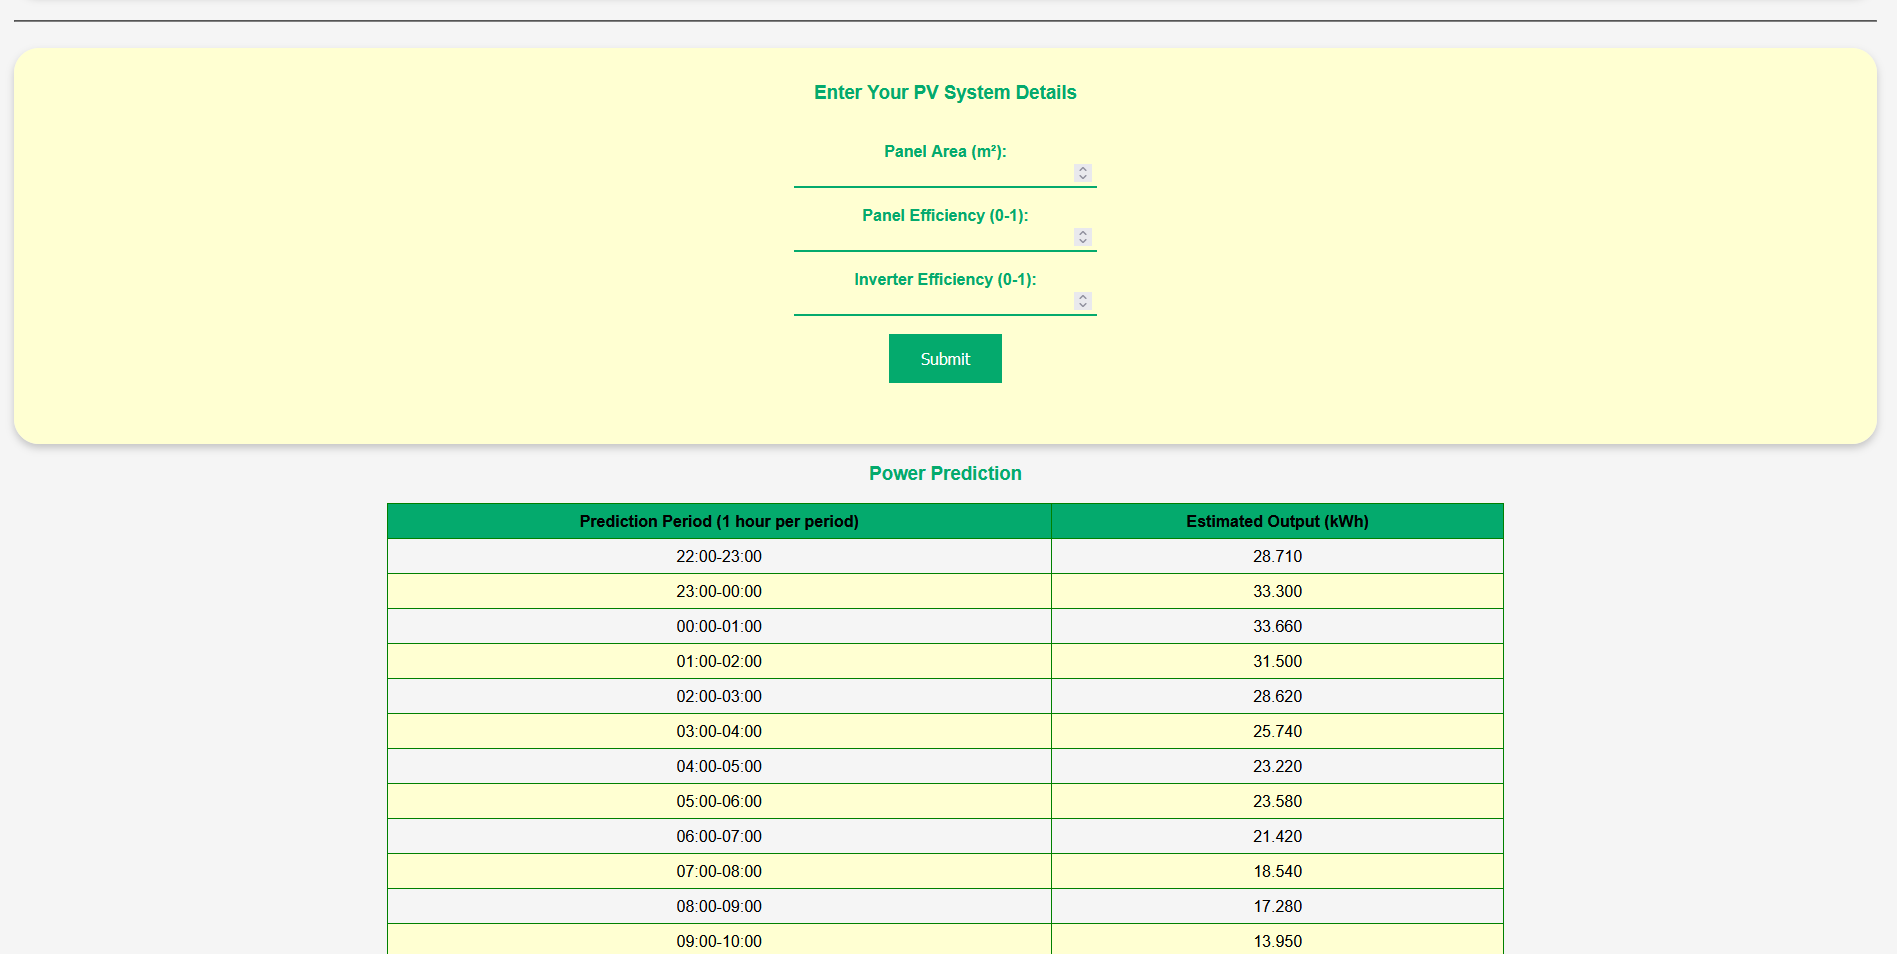 Enter Your PV System Details
Panel Area (m²):
Panel Efficiency (0-1):
Inverter Efficiency (0-1):
Submit
Power Prediction
Prediction Period (1 hour per period) Estimated Output (kWh)
22:00-23:00 28.710
23:00-00:00 33.300
00:00-01:00 33.660
01:00-02:00 31.500
02:00-03:00 28.620
03:00-04:00 25.740
04:00-05:00 23.220
05:00-06:00 23.580
06:00-07:00 21.420
07:00-08:00 18.540
08:00-09:00 17.280
09:00-10:00 13.950